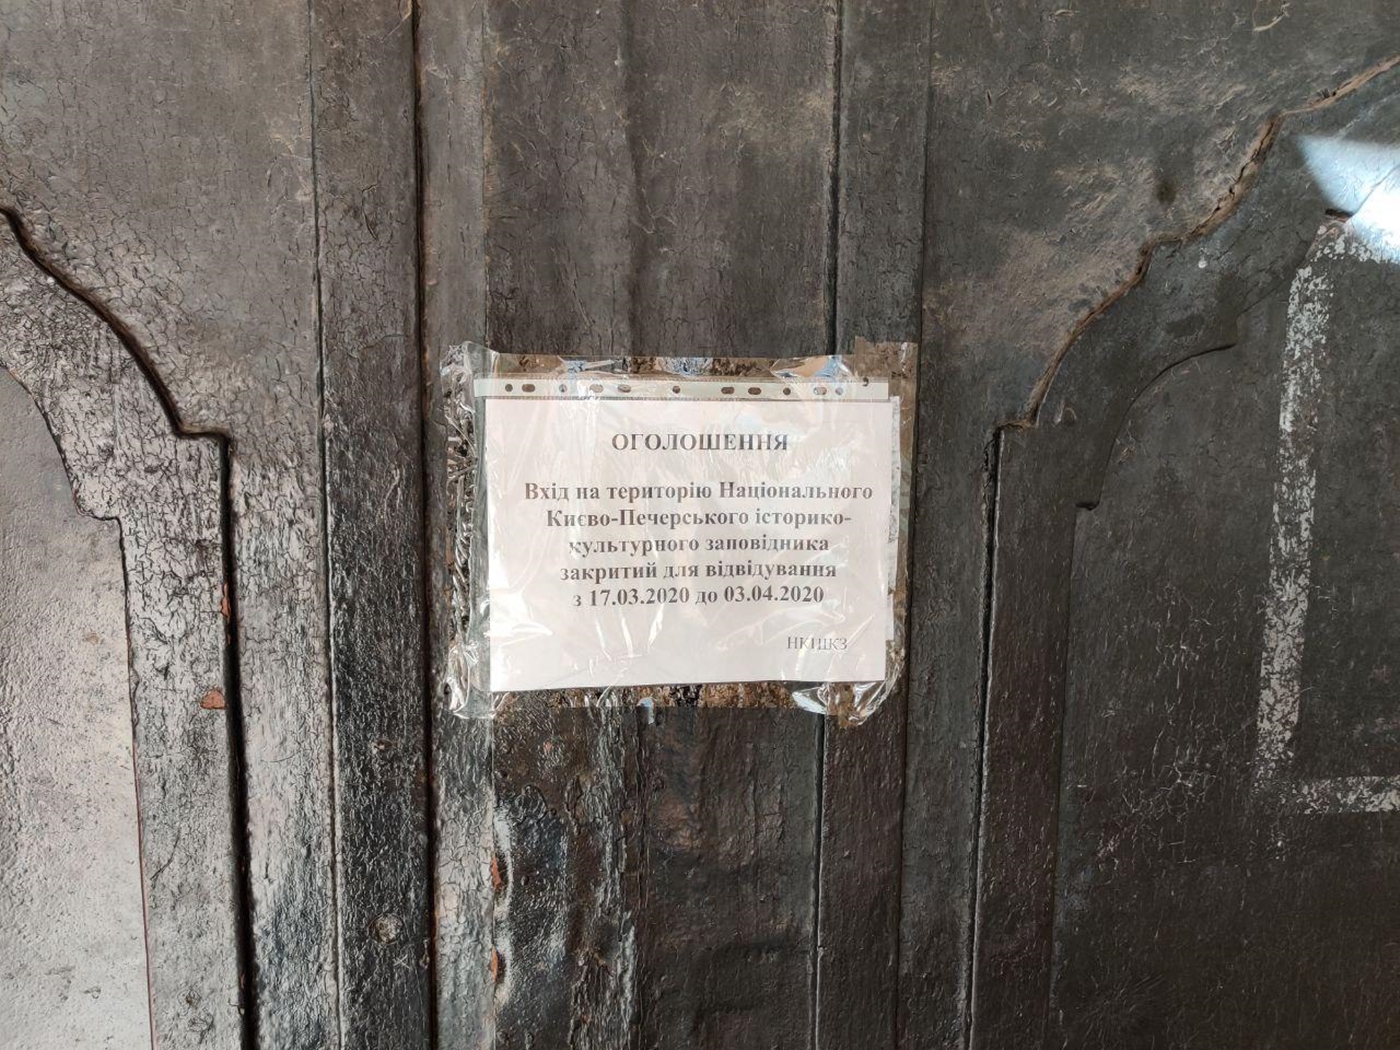 ОГОЛОШЕННЯ
Вхід на територію Національного
Києво-Печерського історико-
культурного заповідника
закритий для відвідування
з 17.03.2020 до 03.04.2020
НКПІКЗ